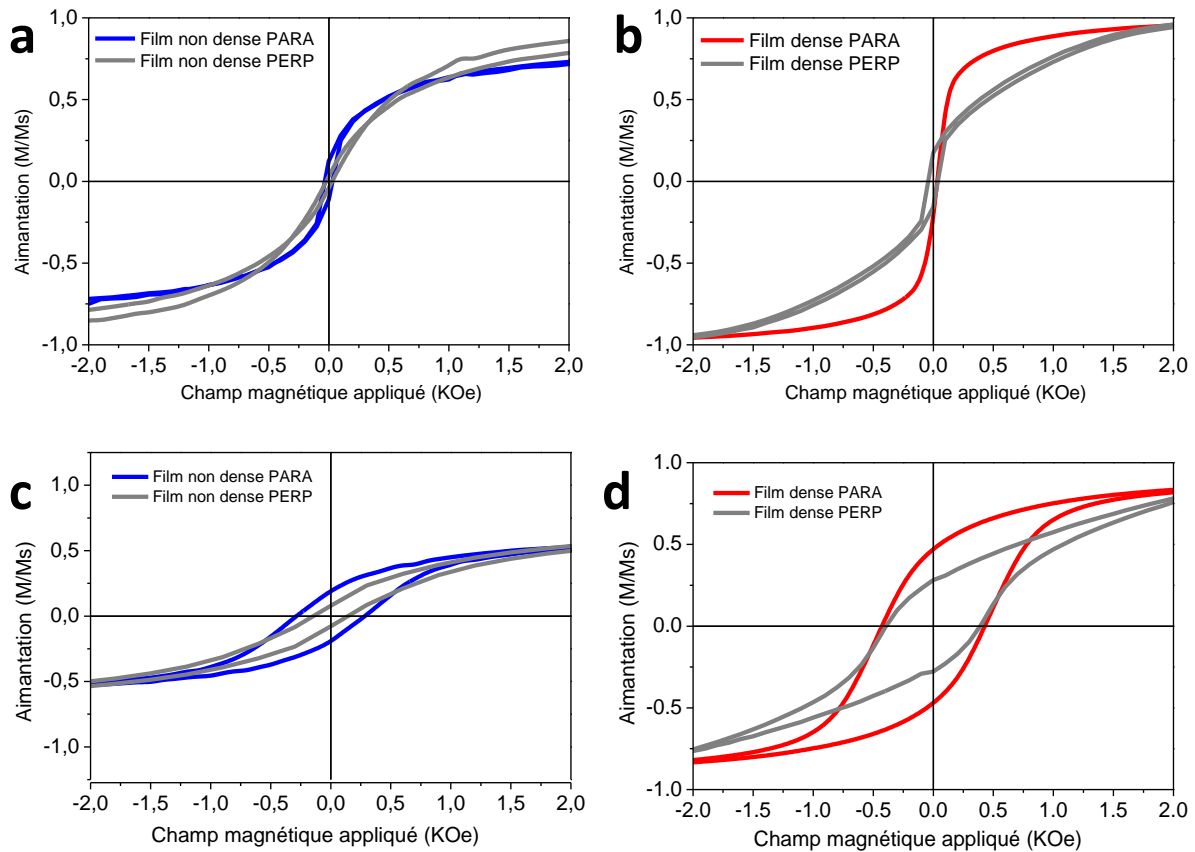 a
Film non dense PARA
Film non dense PERP
1,0
0,5
0,0
-0,5
-1,0
Aimantation (M/Ms)
-2,0 -1,5 -1,0 -0,5 0,0 0,5 1,0 1,5 2,0
Champ magnétique appliqué (KOe)
b
Film dense PARA
Film dense PERP
1,0
0,5
0,0
-0,5
-1,0
Aimantation (M/Ms)
-2.0 -1.5 -1.0 -0.5 0.0 0.5 1.0 1.5 2.0
Champ magnétique appliqué (KOe)
c
Film non dense PARA
Film non dense PERP
1,0
0,5
0,0
-0,5
-1,0
Aimantation (M/Ms)
-2,0 -1,5 -1,0 -0,5 0,0 0,5 1,0 1,5 2,0
Champ magnétique appliqué (KOe)
d
Film dense PARA
Film dense PERP
1.0
0.5
0.0
-0.5
-1.0
Aimantation (M/Ms)
-2.0 -1.5 -1.0 -0.5 0.0 0.5 1.0 1.5 2.0
Champ magnétique appliqué (KOe)